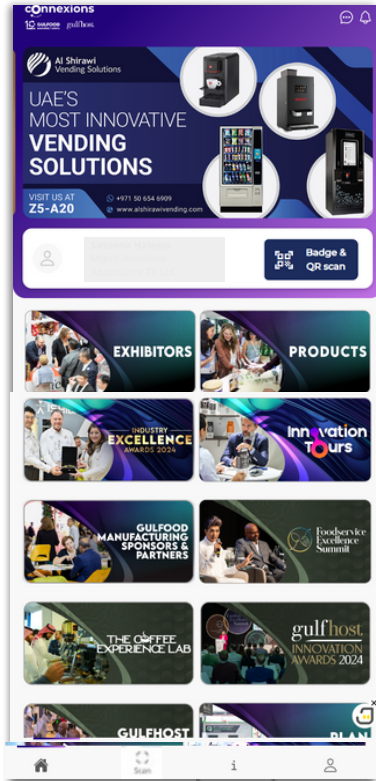 connexions
10 GULFOOD gulfhost.
Al Shirawi
Vending Solutions
UAE'S
MOST INNOVATIVE
VENDING
SOLUTIONS
VISIT US AT
Z5-A20
+971 50 654 6909
www.alshirawivending.com
Badge &
QR scan
EXHIBITORS
PRODUCTS
INDUSTRY
EXCELLENCE
AWARDS 2024
Innovation
Tours
GULFOOD
MANUFACTURING
SPONSORS &
PARTNERS
Foodservice
Excellence
Summit
THE COFFEE
EXPERIENCE LAB
gulfhost
INNOVATION
AWARDS 2024
GULFHOST
PLAN
Scan